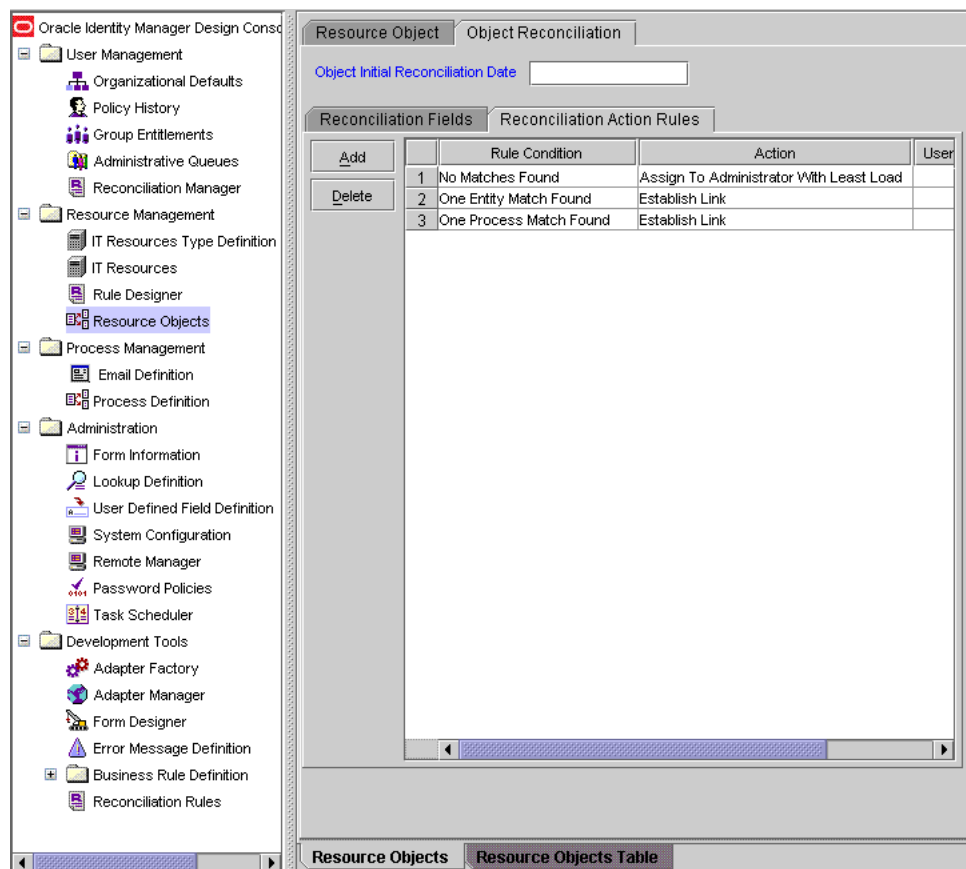 Oracle Identity Manager Design Conso
User Management
Organizational Defaults
Policy History
Group Entitlements
Administrative Queues
Reconciliation Manager
Resource Management
IT Resources Type Definition
IT Resources
Rule Designer
Resource Objects
Process Management
Email Definition
Process Definition
Administration
Form Information
Lookup Definition
User Defined Field Definition
System Configuration
Remote Manager
Password Policies
Task Scheduler
Development Tools
Adapter Factory
Adapter Manager
Form Designer
Error Message Definition
Business Rule Definition
Reconciliation Rules
Resource Object Object Reconciliation
Object Initial Reconciliation Date
Reconciliation Fields Reconciliation Action Rules
Add
Delete
Rule Condition Action User
1 No Matches Found Assign To Administrator With Least Load
2 One Entity Match Found Establish Link
3 One Process Match Found Establish Link
Resource Objects Resource Objects Table